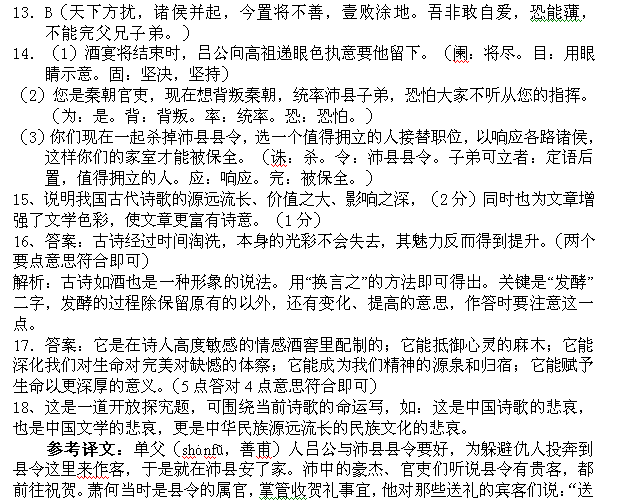 13. B（天下方扰，诸侯并起，今置将不善，壹败涂地。吾非敢自爱，恐能薄，
不能完父兄子弟。）
14. （1）酒宴将结束时，吕公向高祖递眼色执意要他留下。（阑：将尽。目：用眼
睛示意。固：坚决，坚持）
（2）您是秦朝官吏，现在想背叛秦朝，统率沛县子弟，恐怕大家不听从您的指挥。
（为：是。背：背叛。率：统率。恐：恐怕。）
（3）你们现在一起杀掉沛县县令，选一个值得拥立的人接替职位，以响应各路诸侯，
这样你们的家室才能被保全。（诛：杀。令：沛县县令。子弟可立者：定语后
置，值得拥立的人。应：响应。完：被保全。）
15、说明我国古代诗歌的源远流长、价值之大、影响之深，（2分）同时也为文章增
强了文学色彩，使文章更富有诗意。（1分）
16、答案：古诗经过时间淘洗，本身的光彩不会失去，其魅力反而得到提升。（两个
要点意思符合即可）
解析：古诗如酒也是一种形象的说法。用“换言之”的方法即可得出。关键是“发酵”
二字，发酵的过程除保留原有的以外，还有变化、提高的意思，作答时要注意这一
点。
17．答案：它是在诗人高度敏感的情感酒窖里配制的；它能抵御心灵的麻木；它能
深化我们对生命对完美对缺憾的体察；它能成为我们精神的源泉和归宿；它能赋予
生命以更深厚的意义。（5点答对4点意思符合即可）
18、这是一道开放探究题，可围绕当前诗歌的命运写，如：这是中国诗歌的悲哀，
也是中国文学的悲哀，更是中华民族源远流长的民族文化的悲哀。
参考译文：单父（shànfǔ，善甫）人吕公与沛县县令要好，为躲避仇人投奔到
县令这里来作客，于是就在沛县安了家。沛中的豪杰、官吏们听说县令有贵客，都
前往祝贺。萧何当时是县令的属官，掌管收贺礼事宜，他对那些送礼的宾客们说：“送